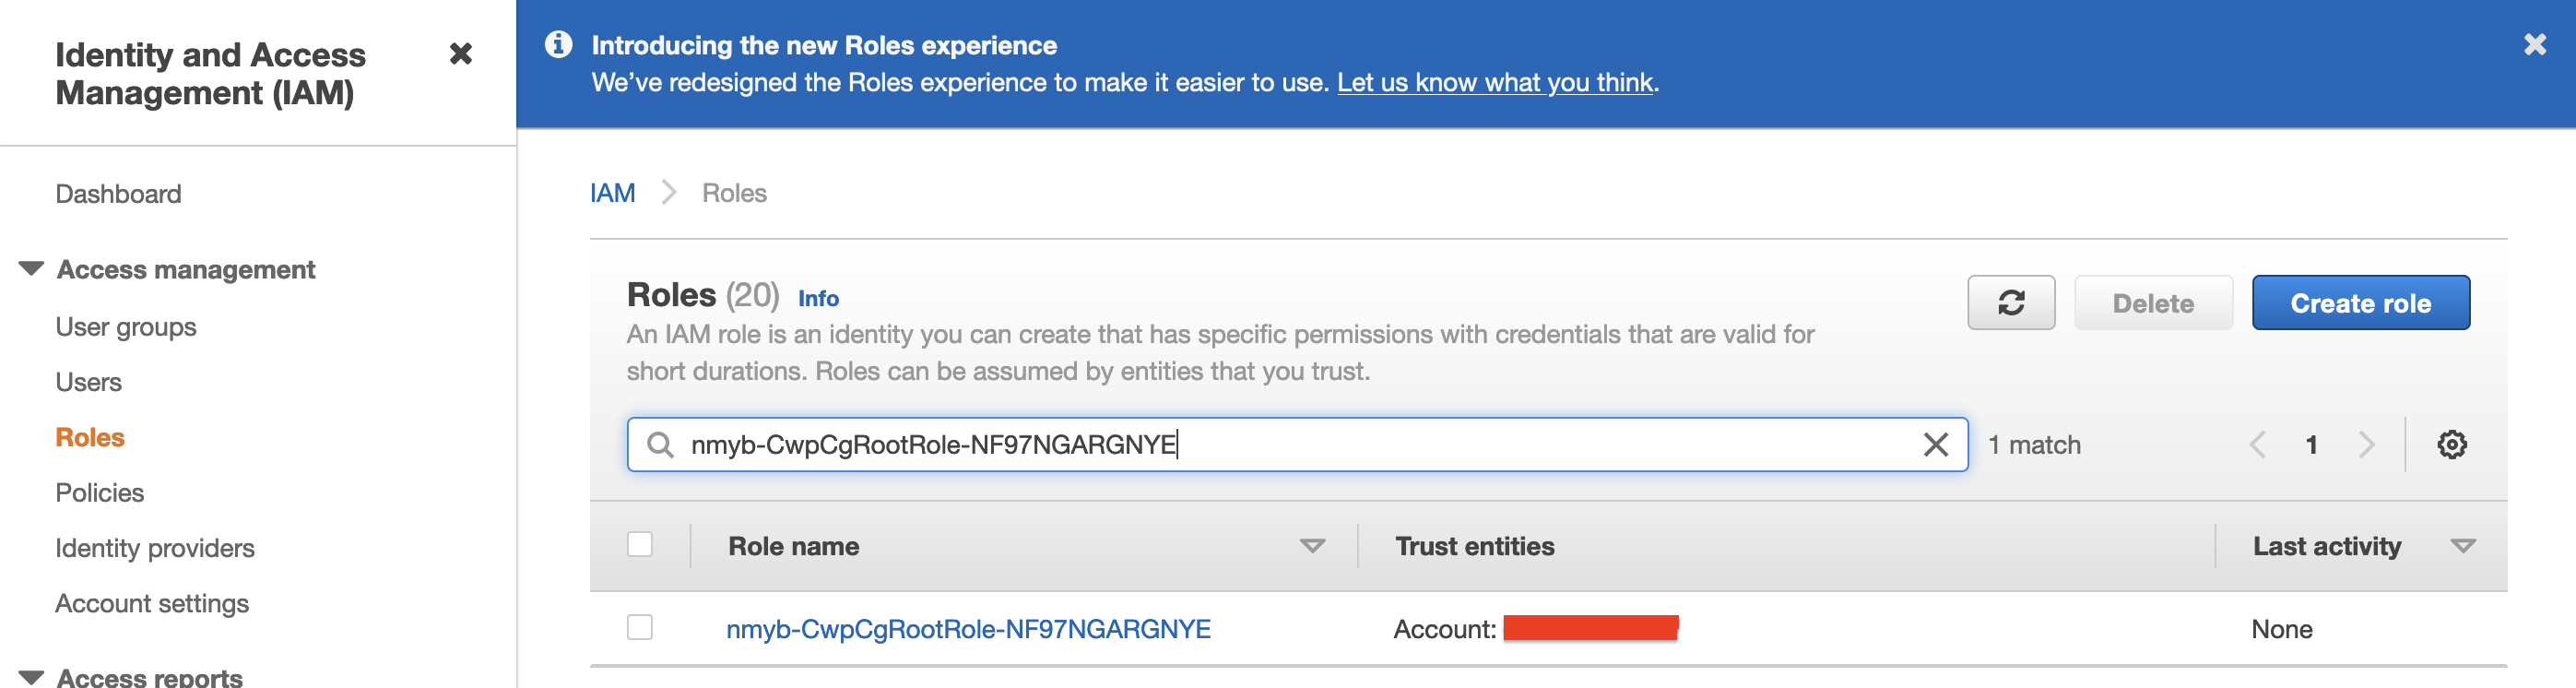 Identity and Access
Management (IAM)
Dashboard
Access management
User groups
Users
Roles
Policies
Identity providers
Account settings
Access reports
Introducing the new Roles experience
We’ve redesigned the Roles experience to make it easier to use. Let us know what you think.
IAM > Roles
Roles (20) Info
An IAM role is an identity you can create that has specific permissions with credentials that are valid for
short durations. Roles can be assumed by entities that you trust.
Delete
Create role
nmyb-CwpCgRootRole-NF97NGARGNYE
1 match
1
Role name Trust entities Last activity
nmyb-CwpCgRootRole-NF97NGARGNYE Account: None